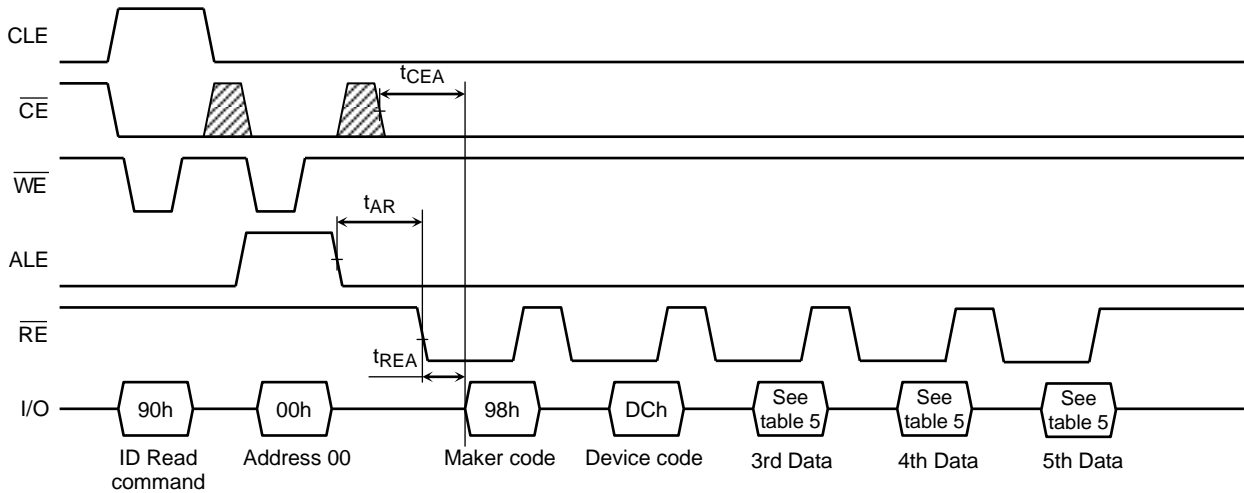 CLE
tCEA
CE
WE
tAR
ALE
RE
tREA
I/O
90h
00h
98h
DCh
See
table 5
See
table 5
See
table 5
ID Read
command
Address 00
Maker code
Device code
3rd Data
4th Data
5th Data